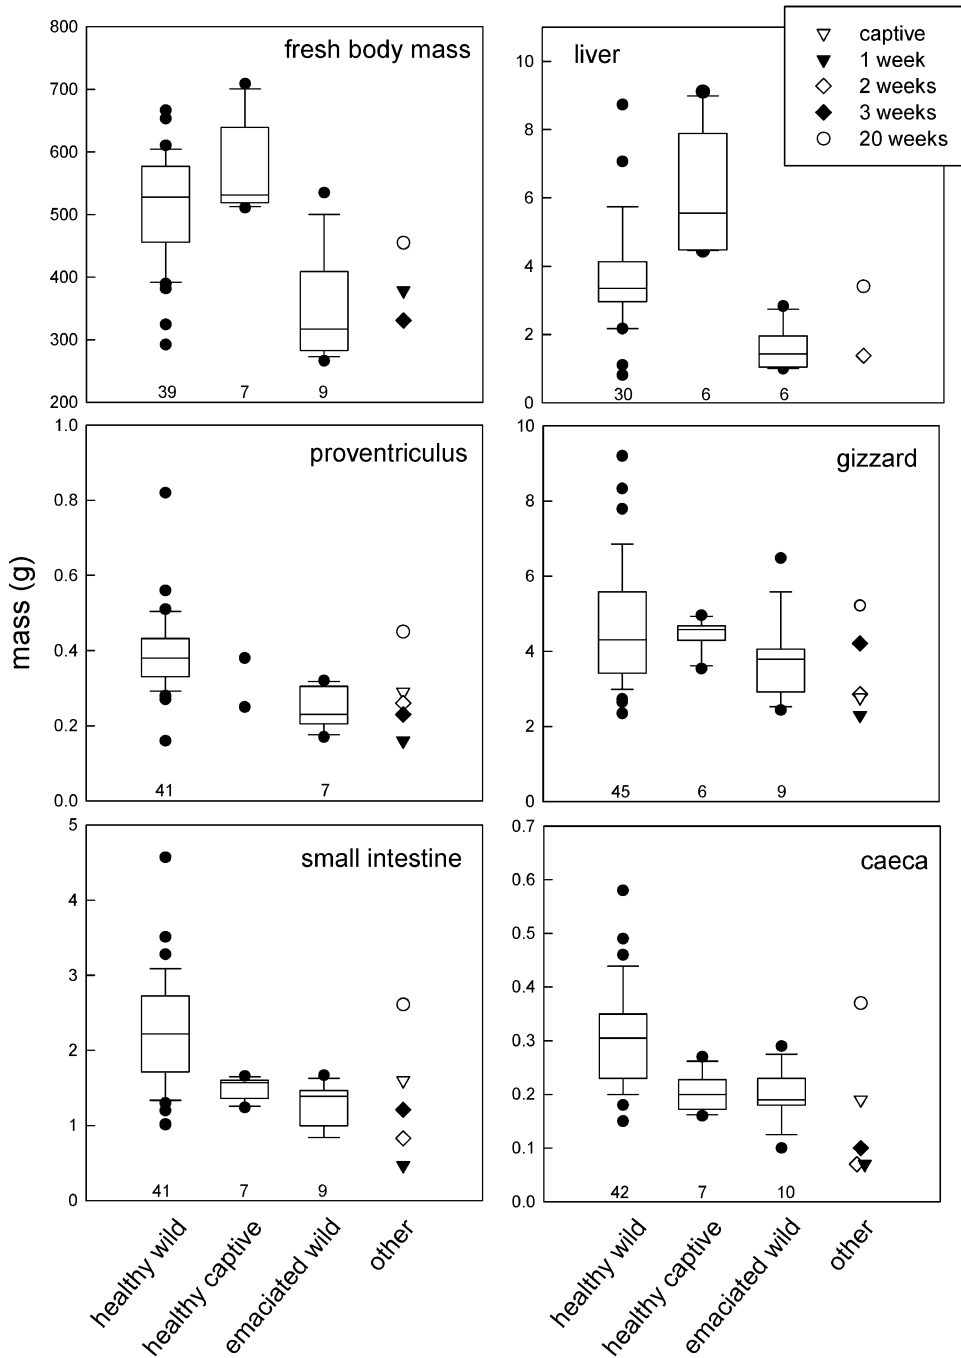 800
700
600
500
400
300
200
fresh body mass
39
7
9
10
8
6
4
2
0
liver
30
6
6
captive
1 week
2 weeks
3 weeks
20 weeks
mass (g)
1.0
0.8
0.6
0.4
0.2
0.0
proventriculus
41
7
10
8
6
4
2
0
gizzard
45
6
9
5
4
3
2
1
0
small intestine
41
7
9
0.7
0.6
0.5
0.4
0.3
0.2
0.1
0.0
caeca
42
7
10
healthy wild
healthy captive
emaciated wild
other
healthy wild
healthy captive
emaciated wild
other